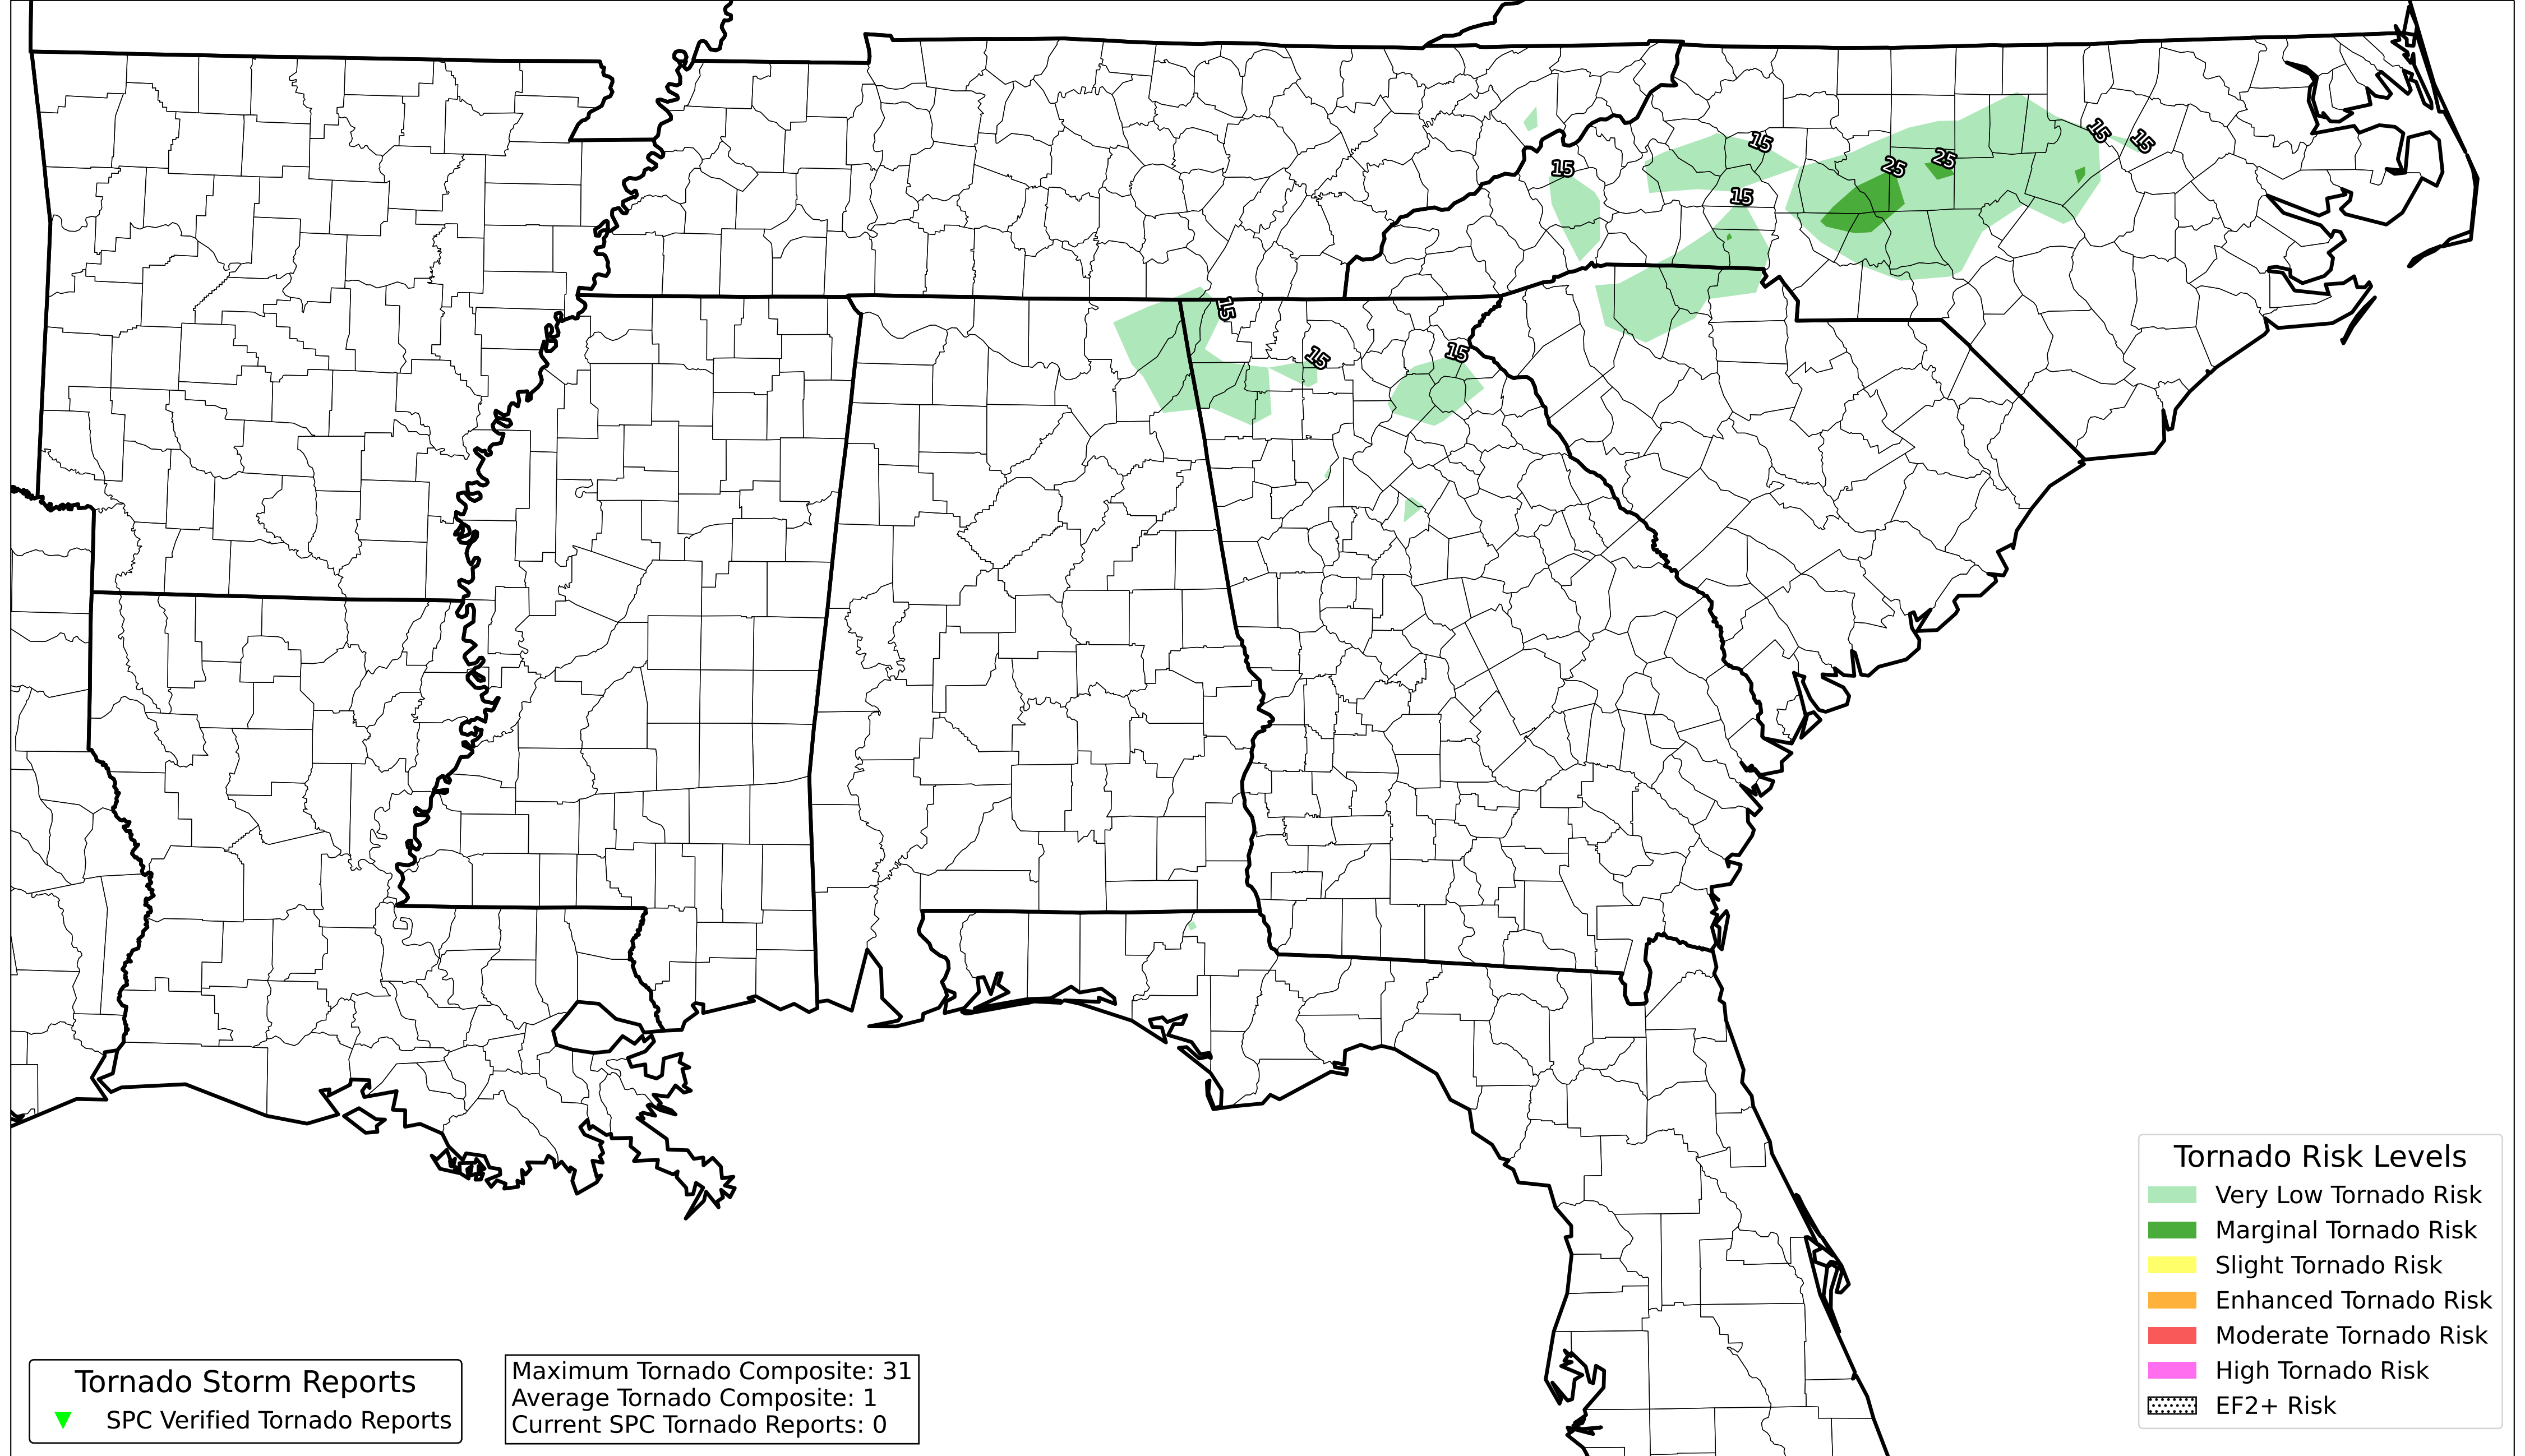 15
15
15
25
25
15
15
15
15
15
Tornado Storm Reports
SPC Verified Tornado Reports
Maximum Tornado Composite: 31
Average Tornado Composite: 1
Current SPC Tornado Reports: 0
Tornado Risk Levels
Very Low Tornado Risk
Marginal Tornado Risk
Slight Tornado Risk
Enhanced Tornado Risk
Moderate Tornado Risk
High Tornado Risk
EF2+ Risk